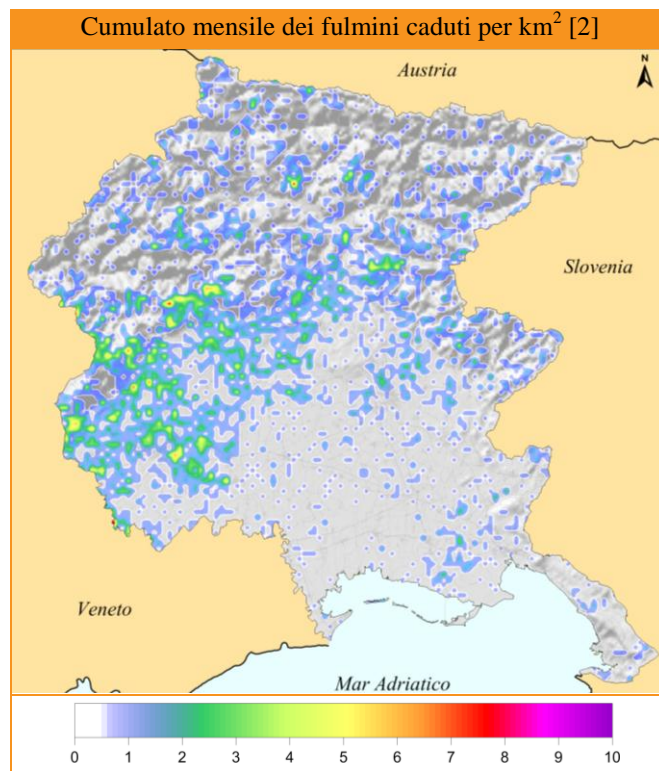 Cumulato mensile dei fulmini caduti per km² [2]
Austria
N
Slovenia
Veneto
Mar Adriatico
0 1 2 3 4 5 6 7 8 9 10